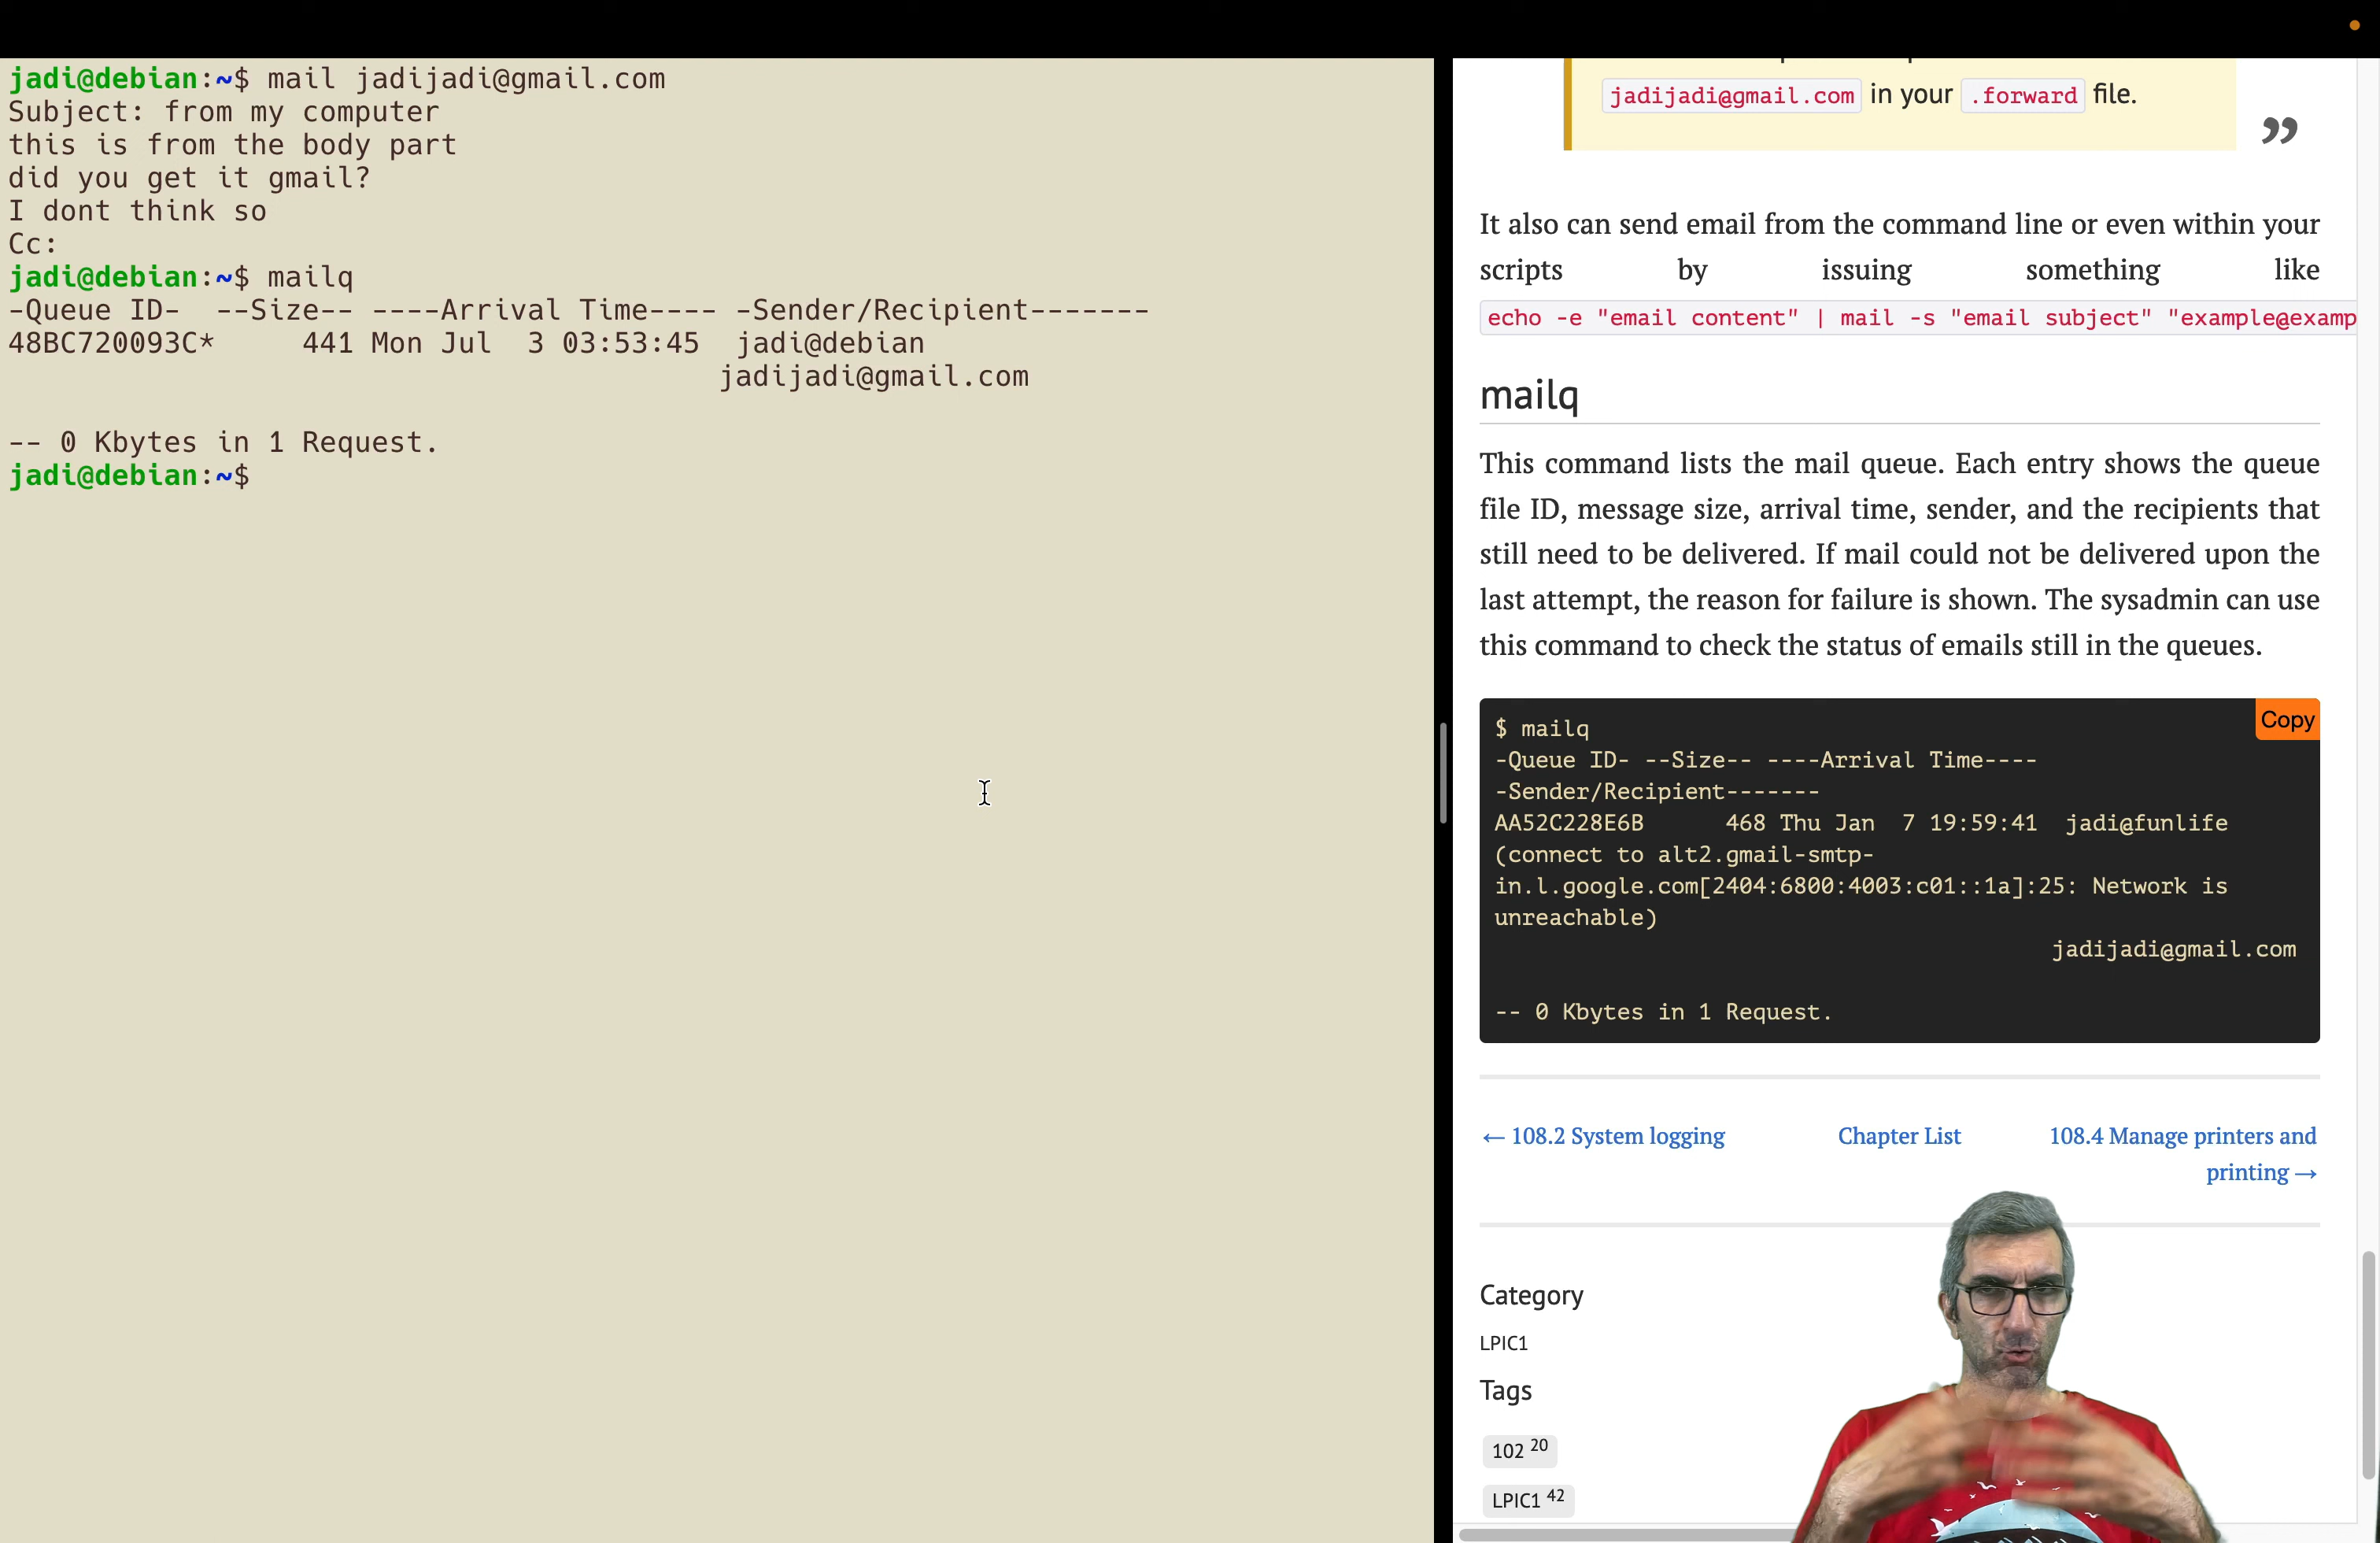 jadi@debian:~$ mail jadijadi@gmail.com
Subject: from my computer
this is from the body part
did you get it gmail?
I dont think so
Cc:
jadi@debian:~$ mailq
-Queue ID-  --Size-- ----Arrival Time---- -Sender/Recipient-------
48BC720093C*     441 Mon Jul  3 03:53:45  jadi@debian
                                         jadijadi@gmail.com

-- 0 Kbytes in 1 Request.
jadi@debian:~$
jadijadi@gmail.com in your .forward file.
”
It also can send email from the command line or even within your
scripts by issuing something like
echo -e "email content" | mail -s "email subject" "example@examp
mailq
This command lists the mail queue. Each entry shows the queue
file ID, message size, arrival time, sender, and the recipients that
still need to be delivered. If mail could not be delivered upon the
last attempt, the reason for failure is shown. The sysadmin can use
this command to check the status of emails still in the queues.
Copy
$ mailq
-Queue ID- --Size-- ----Arrival Time----
-Sender/Recipient-------
AA52C228E6B      468 Thu Jan  7 19:59:41  jadi@funlife
(connect to alt2.gmail-smtp-
in.l.google.com[2404:6800:4003:c01::1a]:25: Network is
unreachable)
                                         jadijadi@gmail.com

-- 0 Kbytes in 1 Request.
← 108.2 System logging
Chapter List
108.4 Manage printers and
printing →
Category
LPIC1
Tags
102 20
LPIC1 42